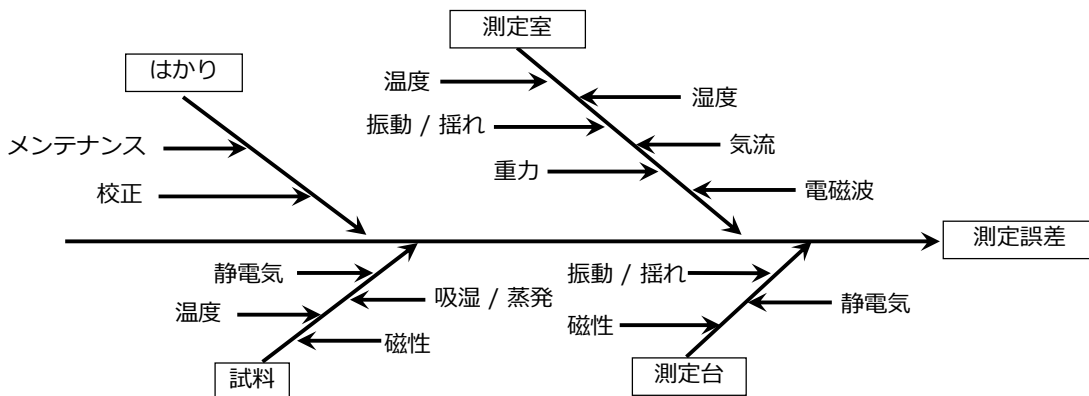 測定室
はかり
温度
湿度
振動 / 揺れ
気流
メンテナンス
重力
電磁波
校正
測定誤差
静電気
吸湿 / 蒸発
温度
磁性
試料
振動 / 揺れ
静電気
磁性
測定台